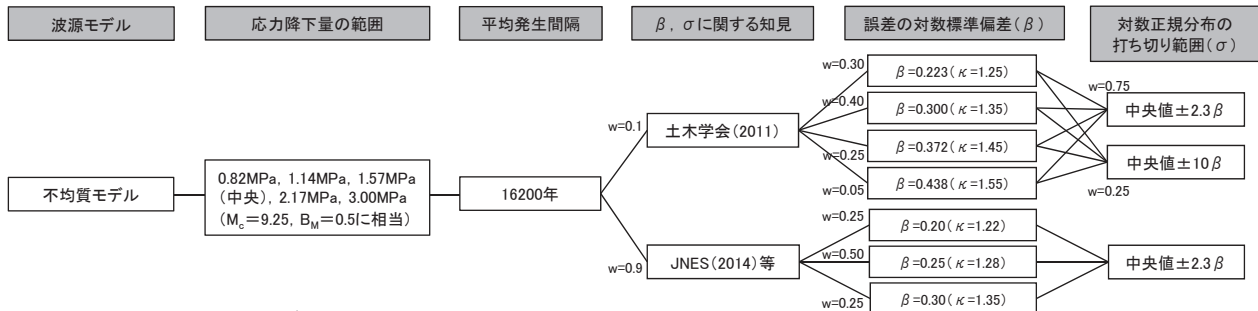 波源モデル
応力降下量の範囲
平均発生間隔
β，σに関する知見
誤差の対数標準偏差(β)
対数正規分布の
打ち切り範囲(σ)
不均質モデル
0.82MPa, 1.14MPa, 1.57MPa
(中央), 2.17MPa, 3.00MPa
(Mc＝9.25, BM＝0.5に相当)
16200年
w=0.1
土木学会(2011)
w=0.9
JNES(2014)等
w=0.30
β=0.223(κ=1.25)
w=0.40
β=0.300(κ=1.35)
w=0.25
β=0.372(κ=1.45)
w=0.05
β=0.438(κ=1.55)
w=0.25
β=0.20(κ=1.22)
w=0.50
β=0.25(κ=1.28)
w=0.25
β=0.30(κ=1.35)
w=0.75
中央値±2.3β
中央値±10β
w=0.25
中央値±2.3β